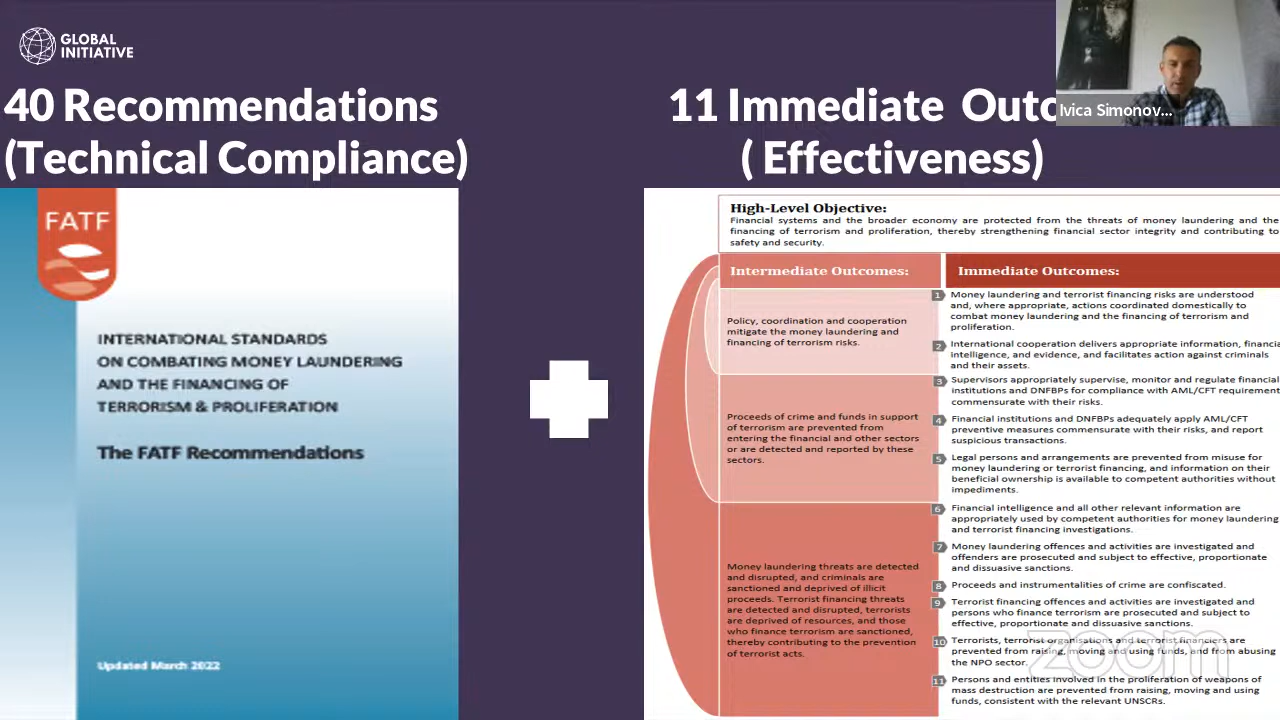 GLOBAL
INITIATIVE
40 Recommendations
(Technical Compliance)
11 Immediate Outc
( Effectiveness)
Ivica Simonov...
FATF
INTERNATIONAL STANDARDS
ON COMBATING MONEY LAUNDERING
AND THE FINANCING OF
TERRORISM & PROLIFERATION
The FATF Recommendations
Updated March 2022
High-Level Objective:
Financial systems and the broader economy are protected from the threats of money laundering and the
financing of terrorism and proliferation, thereby strengthening financial sector integrity and contributing to
safety and security.
Intermediate Outcomes:
Immediate Outcomes:
Policy, coordination and cooperation
mitigate the money laundering and
financing of terrorism risks.
1 Money laundering and terrorist financing risks are understood
and, where appropriate, actions coordinated domestically to
combat money laundering and the financing of terrorism and
proliferation.
2 International cooperation delivers appropriate information, financia
intelligence, and evidence, and facilitates action against criminals
and their assets.
Proceeds of crime and funds in support
of terrorism are prevented from
entering the financial and other sectors
or are detected and reported by these
sectors.
3 Supervisors appropriately supervise, monitor and regulate financial
institutions and DNFBPs for compliance with AML/CFT requirement
commensurate with their risks.
4 Financial institutions and DNFBPs adequately apply AML/CFT
preventive measures commensurate with their risks, and report
suspicious transactions.
5 Legal persons and arrangements are prevented from misuse for
money laundering or terrorist financing, and information on their
beneficial ownership is available to competent authorities without
impediments.
Money laundering threats are detected
and disrupted, and criminals are
sanctioned and deprived of illicit
proceeds. Terrorist financing threats
are detected and disrupted, terrorists
are deprived of resources, and those
who finance terrorism are sanctioned,
thereby contributing to the prevention
of terrorist acts.
6 Financial intelligence and all other relevant information are
appropriately used by competent authorities for money laundering
and terrorist financing investigations.
7 Money laundering offences and activities are investigated and
offenders are prosecuted and subject to effective, proportionate
and dissuasive sanctions.
8 Proceeds and instrumentalities of crime are confiscated.
9 Terrorist financing offences and activities are investigated and
persons who finance terrorism are prosecuted and subject to
effective, proportionate and dissuasive sanctions.
10 Terrorists, terrorist organisations and terrorist financiers are
prevented from raising, moving and using funds, and from abusing
the NPO sector.
11 Persons and entities involved in the proliferation of weapons of
mass destruction are prevented from raising, moving and using
funds, consistent with the relevant UNSCRs.
zoom